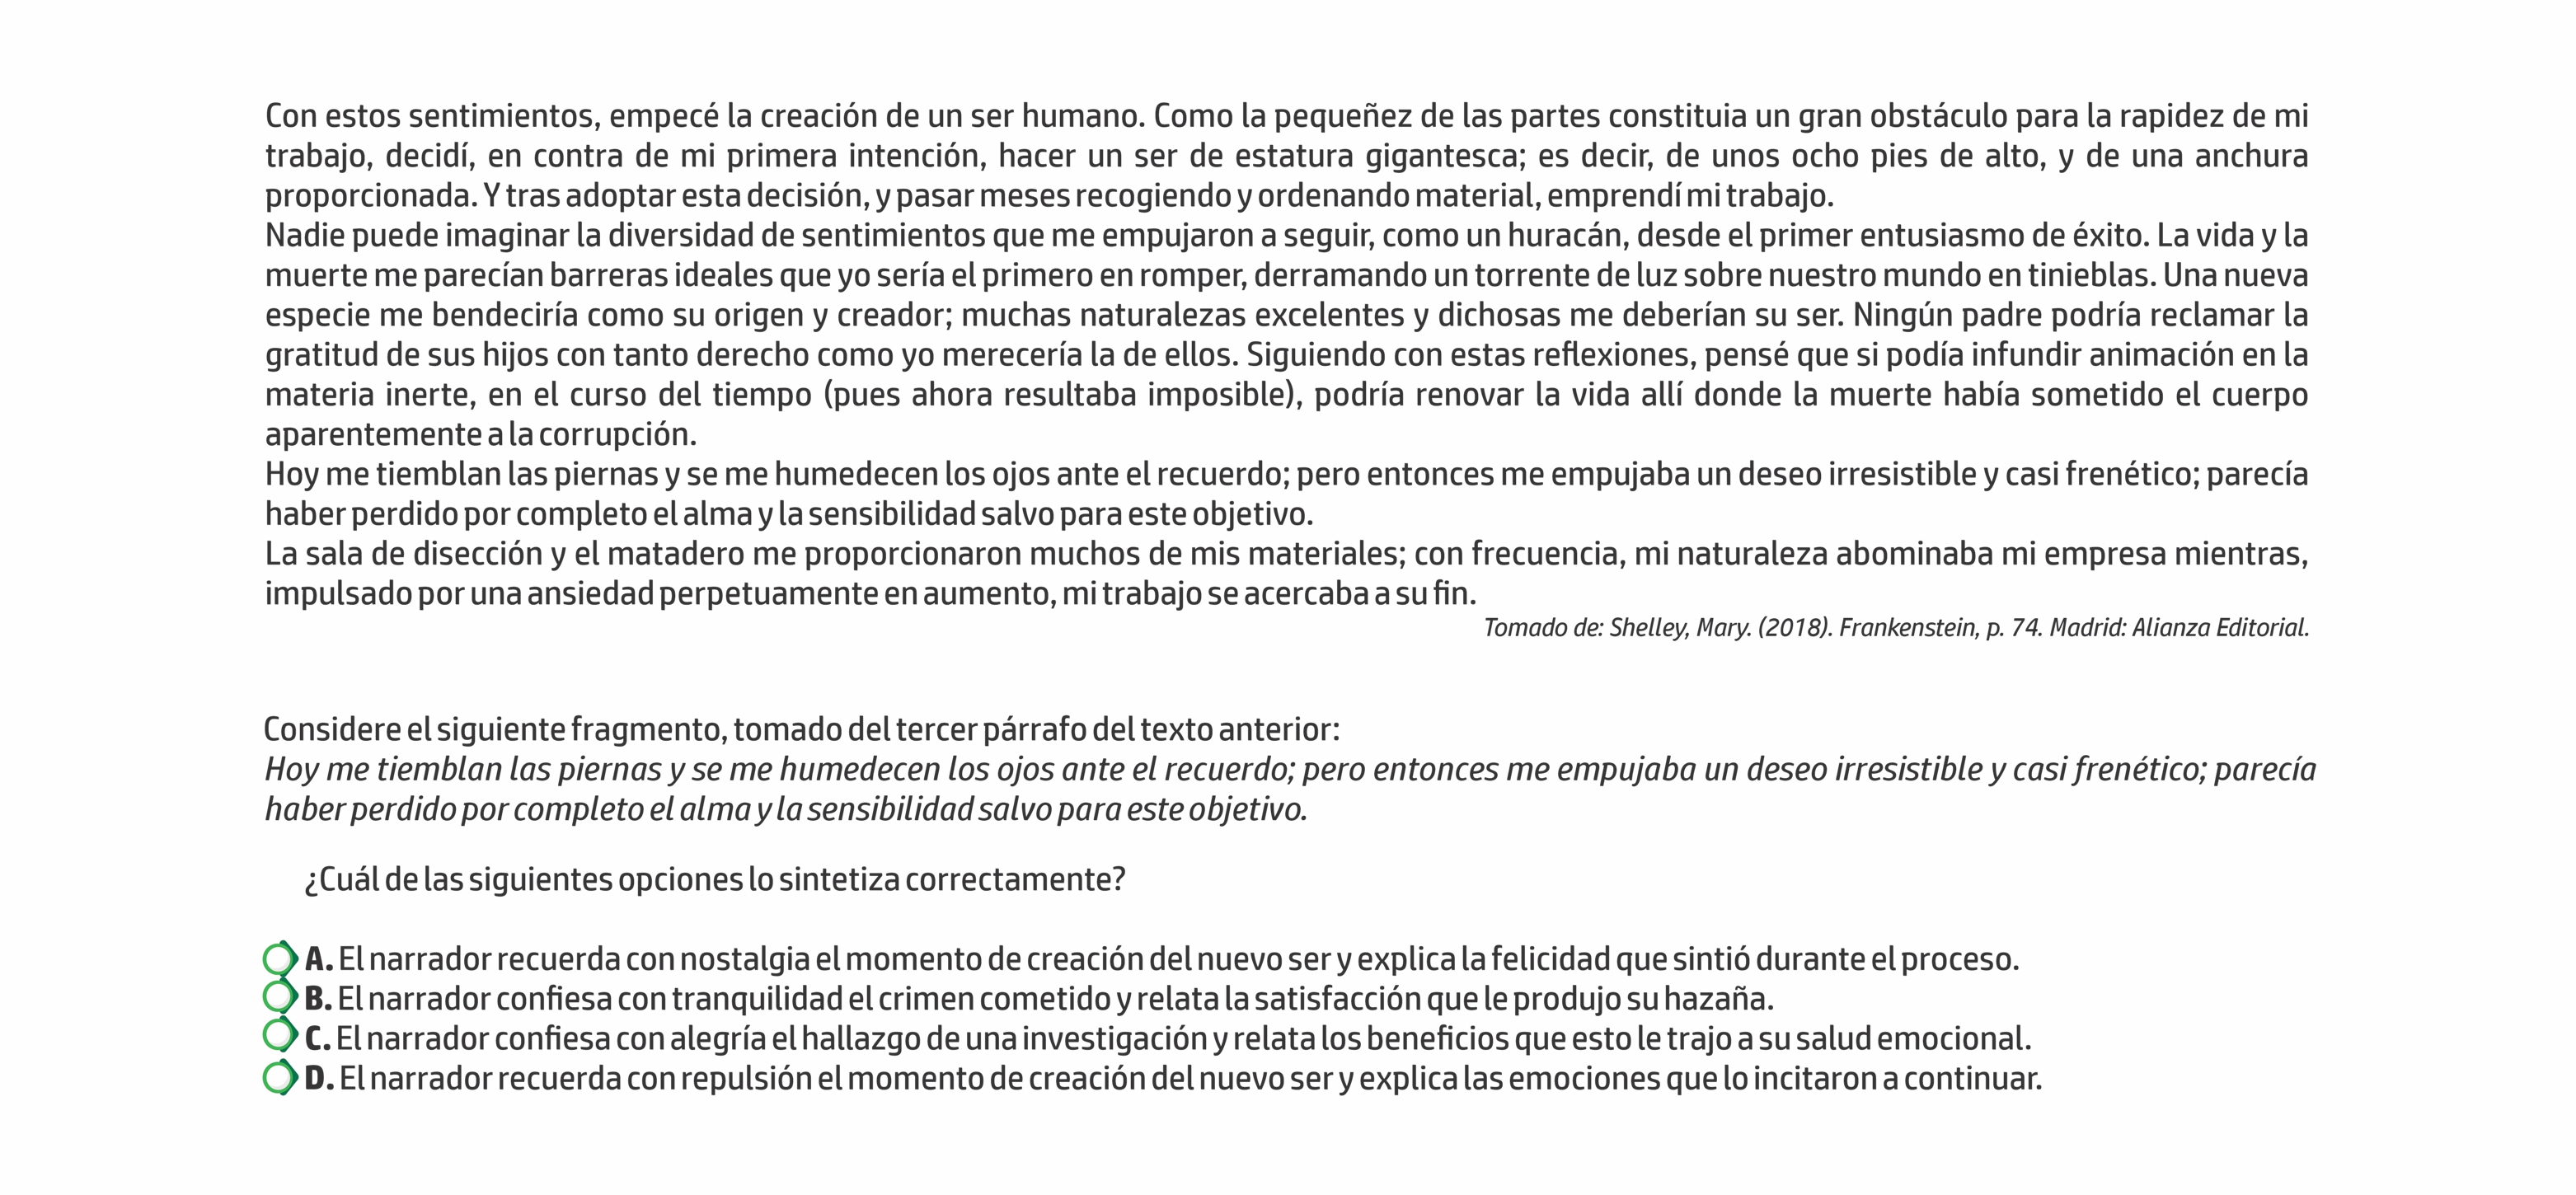 Con estos sentimientos, empecé la creación de un ser humano. Como la pequeñez de las partes constituia un gran obstáculo para la rapidez de mi
trabajo, decidí, en contra de mi primera intención, hacer un ser de estatura gigantesca; es decir, de unos ocho pies de alto, y de una anchura
proporcionada. Y tras adoptar esta decisión, y pasar meses recogiendo y ordenando material, emprendí mi trabajo.
Nadie puede imaginar la diversidad de sentimientos que me empujaron a seguir, como un huracán, desde el primer entusiasmo de éxito. La vida y la
muerte me parecían barreras ideales que yo sería el primero en romper, derramando un torrente de luz sobre nuestro mundo en tinieblas. Una nueva
especie me bendeciría como su origen y creador; muchas naturalezas excelentes y dichosas me deberían su ser. Ningún padre podría reclamar la
gratitud de sus hijos con tanto derecho como yo merecería la de ellos. Siguiendo con estas reflexiones, pensé que si podía infundir animación en la
materia inerte, en el curso del tiempo (pues ahora resultaba imposible), podría renovar la vida allí donde la muerte había sometido el cuerpo
aparentemente a la corrupción.
Hoy me tiemblan las piernas y se me humedecen los ojos ante el recuerdo; pero entonces me empujaba un deseo irresistible y casi frenético; parecía
haber perdido por completo el alma y la sensibilidad salvo para este objetivo.
La sala de disección y el matadero me proporcionaron muchos de mis materiales; con frecuencia, mi naturaleza abominaba mi empresa mientras,
impulsado por una ansiedad perpetuamente en aumento, mi trabajo se acercaba a su fin.
Tomado de: Shelley, Mary. (2018). Frankenstein, p. 74. Madrid: Alianza Editorial.
Considere el siguiente fragmento, tomado del tercer párrafo del texto anterior:
Hoy me tiemblan las piernas y se me humedecen los ojos ante el recuerdo; pero entonces me empujaba un deseo irresistible y casi frenético; parecía
haber perdido por completo el alma y la sensibilidad salvo para este objetivo.
¿Cuál de las siguientes opciones lo sintetiza correctamente?
A. El narrador recuerda con nostalgia el momento de creación del nuevo ser y explica la felicidad que sintió durante el proceso.
B. El narrador confiesa con tranquilidad el crimen cometido y relata la satisfacción que le produjo su hazaña.
C. El narrador confiesa con alegría el hallazgo de una investigación y relata los beneficios que esto le trajo a su salud emocional.
D. El narrador recuerda con repulsión el momento de creación del nuevo ser y explica las emociones que lo incitaron a continuar.